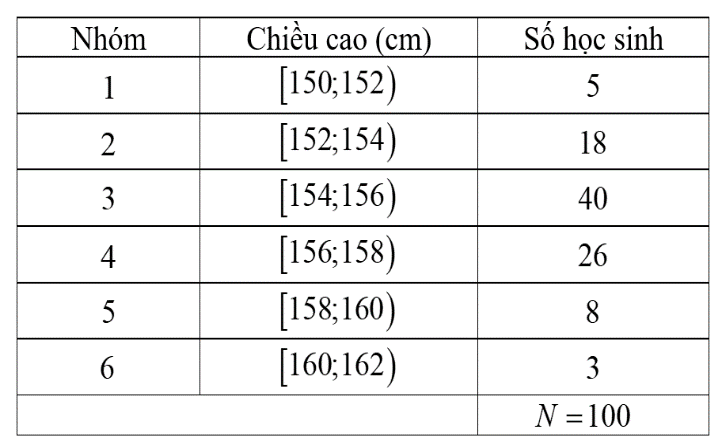 Nhóm Chiều cao (cm) Số học sinh
1 [150;152) 5
2 [152;154) 18
3 [154;156) 40
4 [156;158) 26
5 [158;160) 8
6 [160;162) 3
N = 100